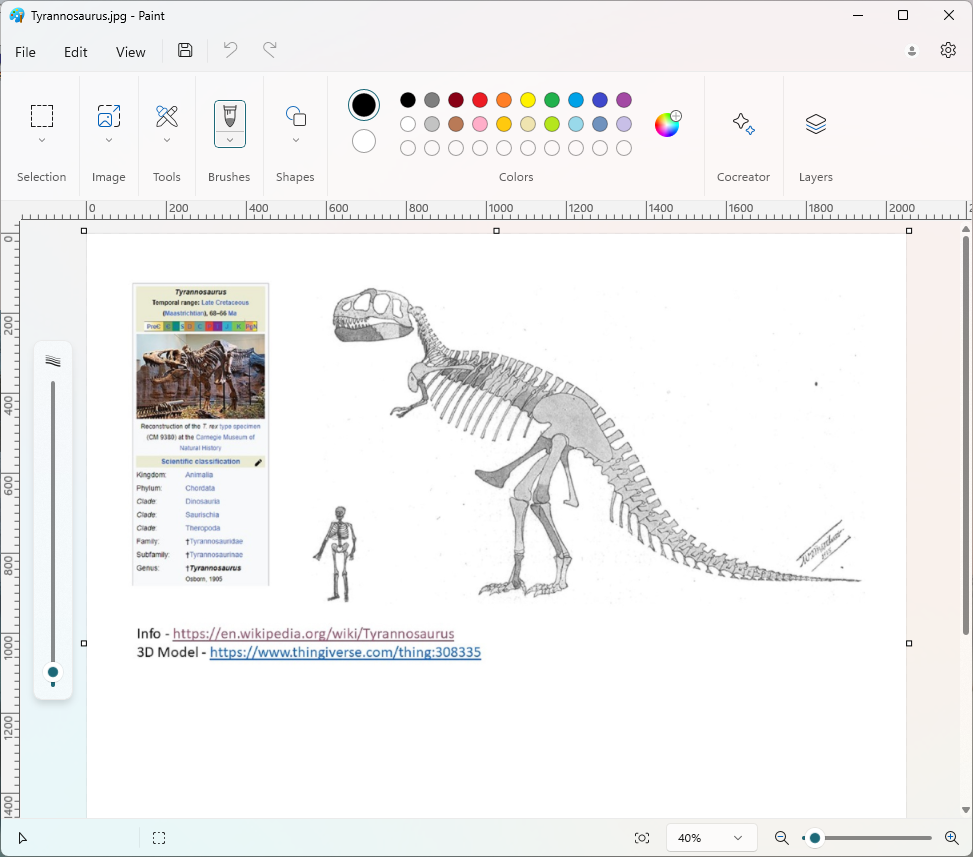 Tyrannosaurus.jpg - Paint
File Edit View
Selection Image Tools Brushes Shapes Colors Cocreator Layers
0 200 400 600 800 1000 1200 1400 1600 1800 2000
0
200
400
600
800
1000
1200
1400
Tyrannosaurus
Temporal range: Late Cretaceous
(Maastrichtian), 68–66 Ma
PreꞒ Ꞓ O S D C P T J K PgN
Reconstruction of the T. rex type specimen
(CM 9380) at the Carnegie Museum of
Natural History
Scientific classification
Kingdom: Animalia
Phylum: Chordata
Clade: Dinosauria
Clade: Saurischia
Clade: Theropoda
Family: †Tyrannosauridae
Subfamily: †Tyrannosaurinae
Genus: †Tyrannosaurus
Osborn, 1905
Info - https://en.wikipedia.org/wiki/Tyrannosaurus
3D Model - https://www.thingiverse.com/thing:308335
40%